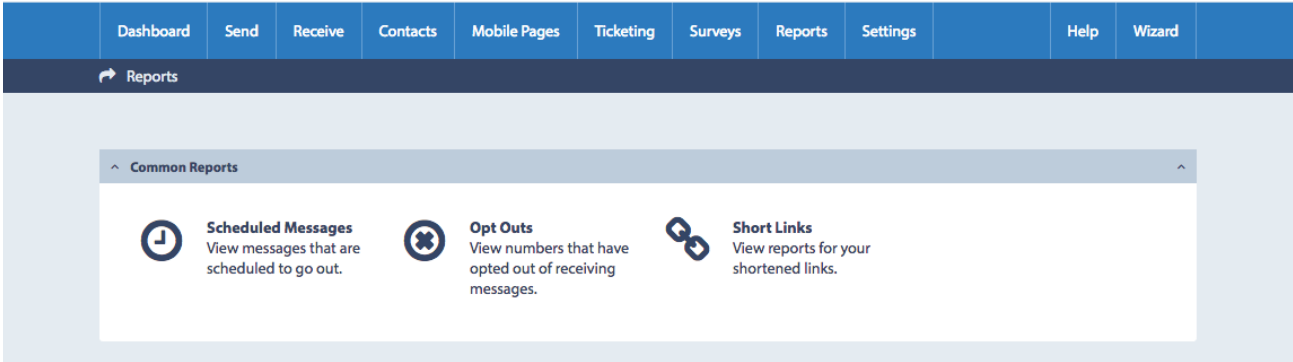 Dashboard Send Receive Contacts Mobile Pages Ticketing Surveys Reports Settings Help Wizard
Reports
Common Reports
Scheduled Messages
View messages that are
scheduled to go out.
Opt Outs
View numbers that have
opted out of receiving
messages.
Short Links
View reports for your
shortened links.